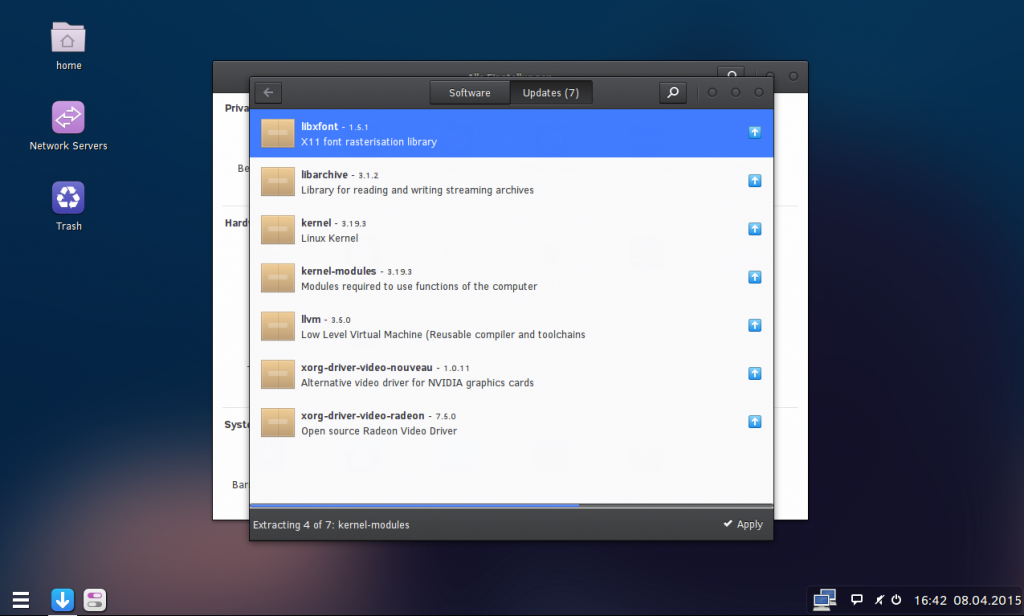 home
Network Servers
Trash
Alle Einstellungen
Software
Updates (7)
Priva
Be
Hardw
Syste
Bar
libxfont - 1.5.1
X11 font rasterisation library
libarchive - 3.1.2
Library for reading and writing streaming archives
kernel - 3.19.3
Linux Kernel
kernel-modules - 3.19.3
Modules required to use functions of the computer
llvm - 3.5.0
Low Level Virtual Machine (Reusable compiler and toolchains
xorg-driver-video-nouveau - 1.0.11
Alternative video driver for NVIDIA graphics cards
xorg-driver-video-radeon - 7.5.0
Open source Radeon Video Driver
Extracting 4 of 7: kernel-modules
Apply
16:42 08.04.2015